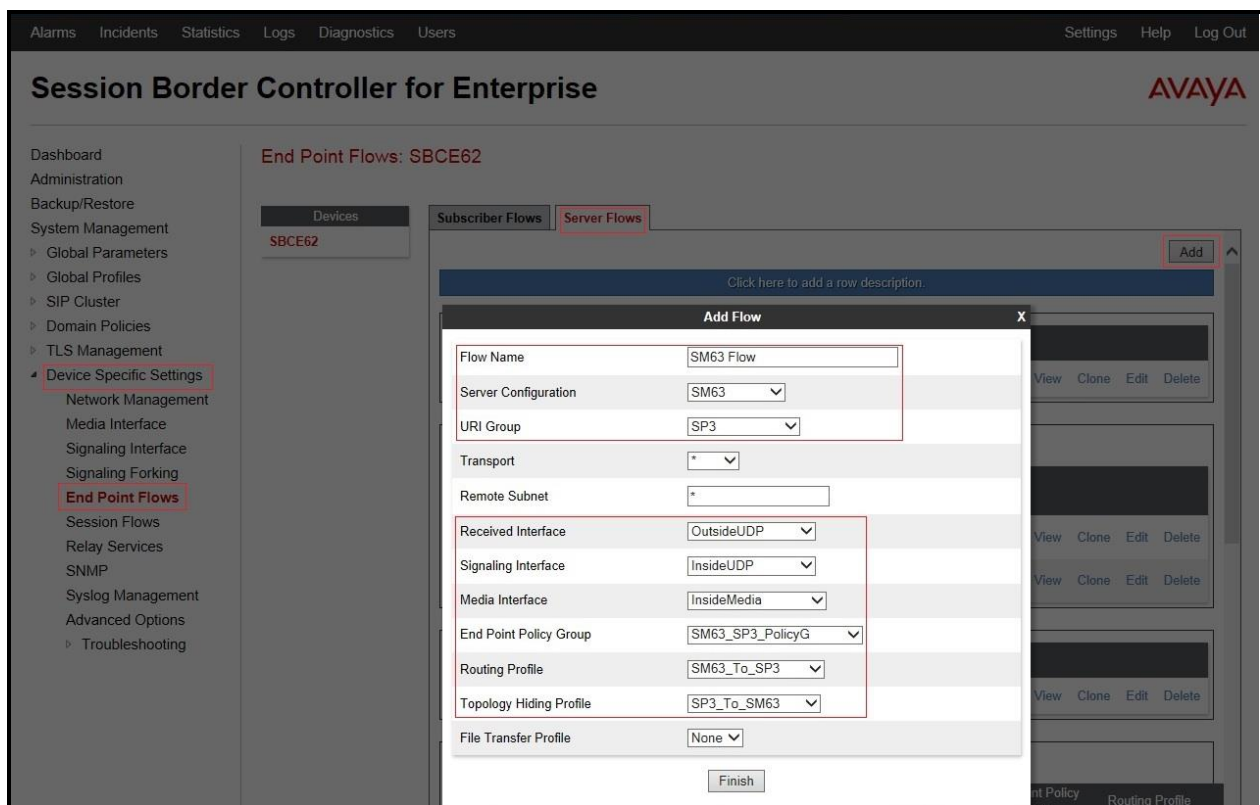 Alarms Incidents Statistics Logs Diagnostics Users Settings Help Log Out
Session Border Controller for Enterprise
AVAYA
Dashboard
Administration
Backup/Restore
System Management
Global Parameters
Global Profiles
SIP Cluster
Domain Policies
TLS Management
Device Specific Settings
Network Management
Media Interface
Signaling Interface
Signaling Forking
End Point Flows
Session Flows
Relay Services
SNMP
Syslog Management
Advanced Options
Troubleshooting
End Point Flows: SBCE62
Devices
SBCE62
Subscriber Flows Server Flows
Add
Click here to add a row description.
Add Flow X
Flow Name SM63 Flow
Server Configuration SM63
URI Group SP3
Transport *
Remote Subnet *
Received Interface OutsideUDP
Signaling Interface InsideUDP
Media Interface InsideMedia
End Point Policy Group SM63_SP3_PolicyG
Routing Profile SM63_To_SP3
Topology Hiding Profile SP3_To_SM63
File Transfer Profile None
Finish
View Clone Edit Delete
View Clone Edit Delete
View Clone Edit Delete
View Clone Edit Delete
Policy
Routing Profile